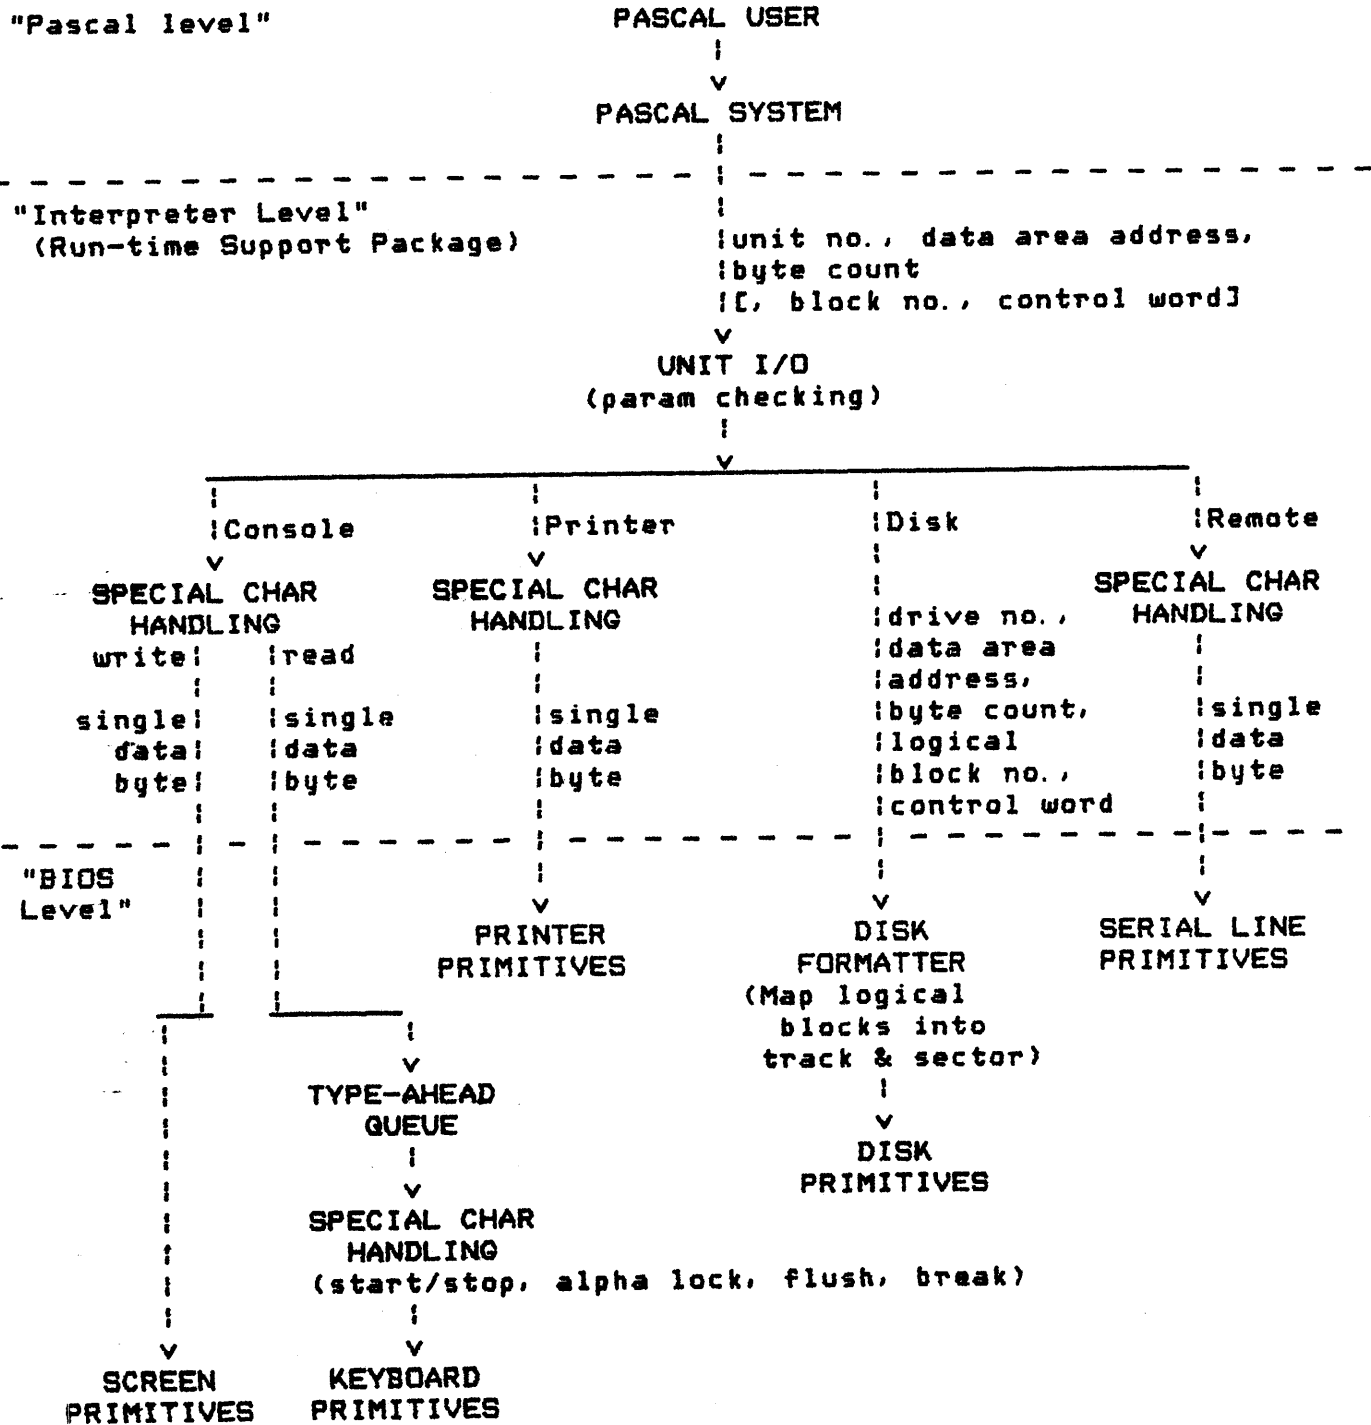 "Pascal level"
PASCAL USER
PASCAL SYSTEM
"Interpreter Level"
(Run-time Support Package)
unit no., data area address,
byte count
[, block no., control word]
UNIT I/O
(param checking)
Console
Printer
Disk
Remote
SPECIAL CHAR
HANDLING
SPECIAL CHAR
HANDLING
SPECIAL CHAR
HANDLING
write
read
single
data
byte
single
data
byte
single
data
byte
drive no.,
data area
address,
byte count,
logical
block no.,
control word
single
data
byte
"BIOS
Level"
PRINTER
PRIMITIVES
DISK
FORMATTER
(Map logical
blocks into
track & sector)
SERIAL LINE
PRIMITIVES
TYPE-AHEAD
QUEUE
DISK
PRIMITIVES
SPECIAL CHAR
HANDLING
(start/stop, alpha lock, flush, break)
SCREEN
PRIMITIVES
KEYBOARD
PRIMITIVES